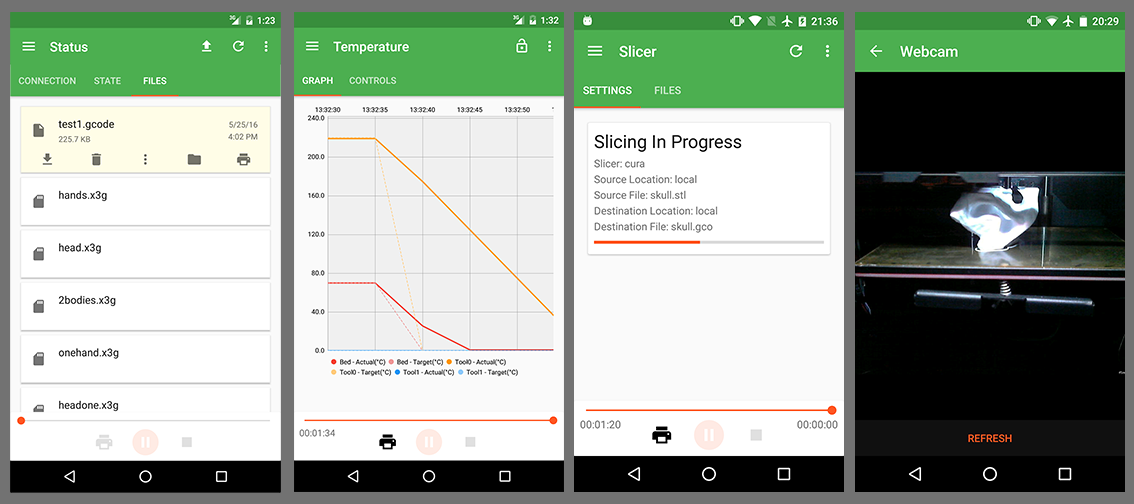 1:23
Status
CONNECTION STATE FILES
test1.gcode
225.7 KB
5/25/16
4:02 PM
hands.x3g
head.x3g
2bodies.x3g
onehand.x3g
headone.x3g
3G 1:32
Temperature
GRAPH CONTROLS
13:32:30 13:32:35 13:32:40 13:32:45 13:32:50
240.0
200.0
160.0
120.0
80.0
40.0
0.0
Bed - Actual(°C) Bed - Target(°C) Tool0 - Actual(°C)
Tool0 - Target(°C) Tool1 - Actual(°C) Tool1 - Target(°C)
00:01:34
21:36
Slicer
SETTINGS FILES
Slicing In Progress
Slicer: cura
Source Location: local
Source File: skull.stl
Destination Location: local
Destination File: skull.gco
00:01:20 00:00:00
20:29
Webcam
REFRESH